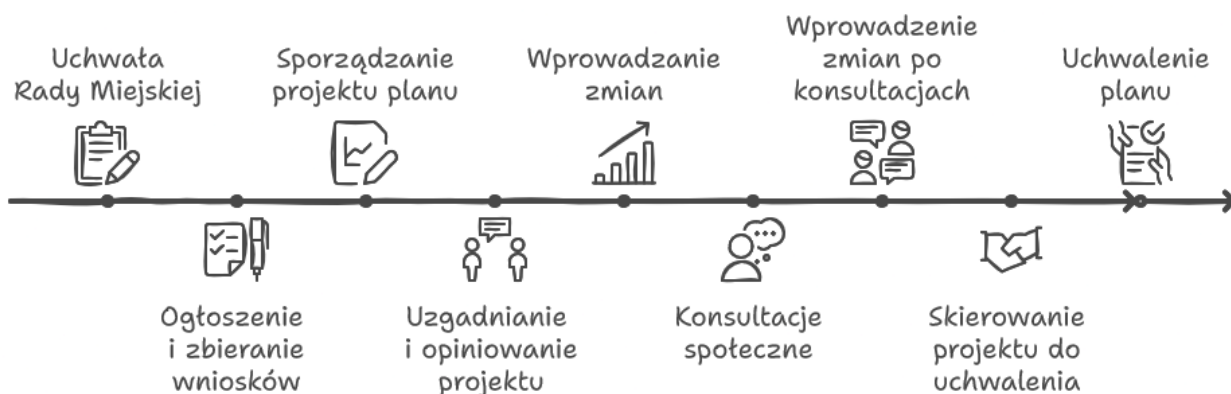 Uchwała
Rady Miejskiej
Ogłoszenie
i zbieranie
wniosków
Sporządzanie
projektu planu
Uzgadnianie
i opiniowanie
projektu
Wprowadzanie
zmian
Konsultacje
społeczne
Wprowadzenie
zmian po
konsultacjach
Skierowanie
projektu do
uchwalenia
Uchwalenie
planu